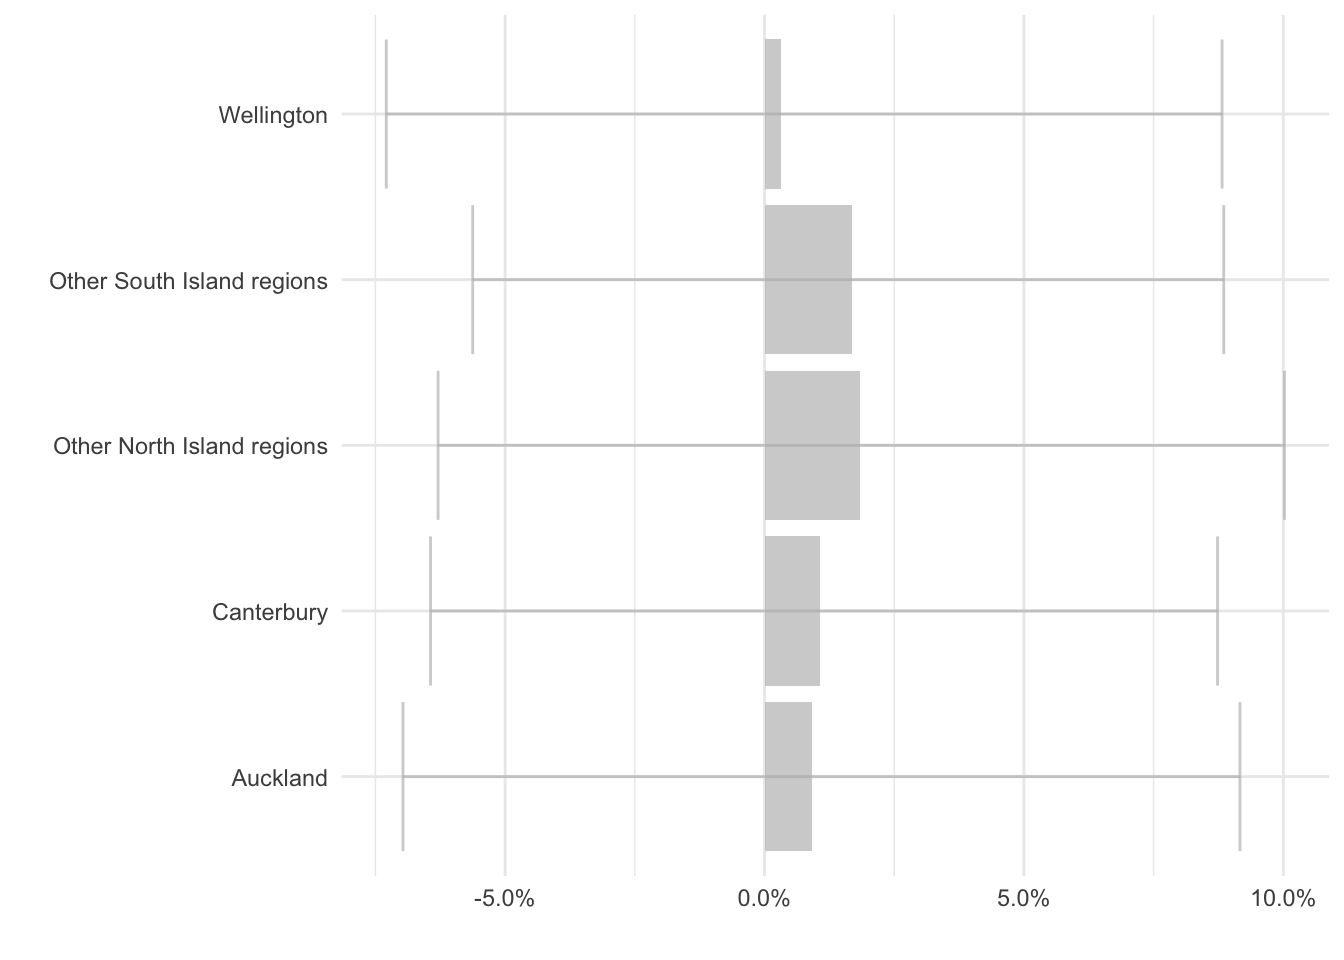 Wellington
Other South Island regions
Other North Island regions
Canterbury
Auckland
-5.0% 0.0% 5.0% 10.0%